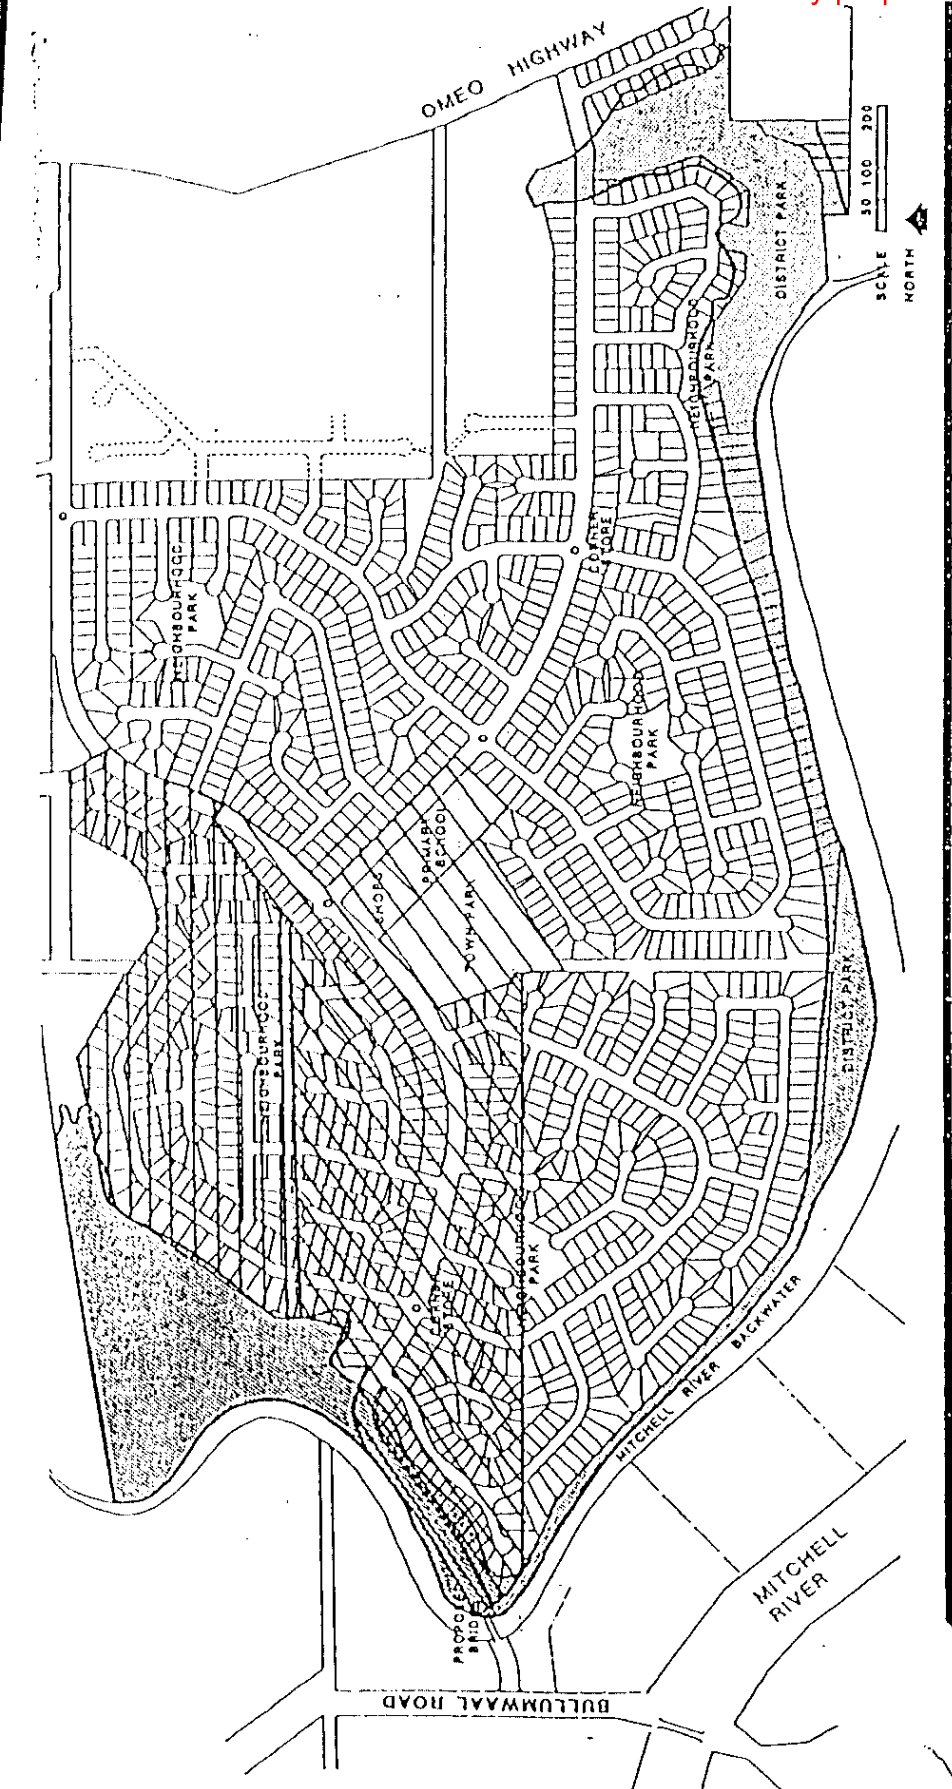 OMEO HIGHWAY
200
100
50
SCALE
NORTH
DISTRICT PARK
NEIGHBOURHOOD
PARK
CORNER
STORE
NEIGHBOURHOOD
PARK
NEIGHBOURHOOD
PARK
PRIMARY
SCHOOL
SHOPS
TOWN PARK
DISTRICT PARK
NEIGHBOURHOOD
PARK
NEIGHBOURHOOD
PARK
STORE
MITCHELL RIVER BACKWATER
MITCHELL
RIVER
PROPOSED
BRIDGE
BULLUMWAAL ROAD